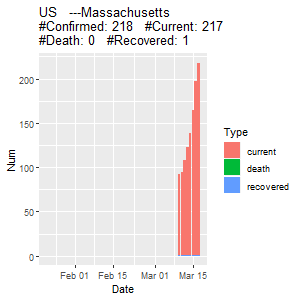 US ---Massachusetts
#Confirmed: 218 #Current: 217
#Death: 0 #Recovered: 1
200
150
100
50
0
Num
Feb 01 Feb 15 Mar 01 Mar 15
Date
Type
current
death
recovered